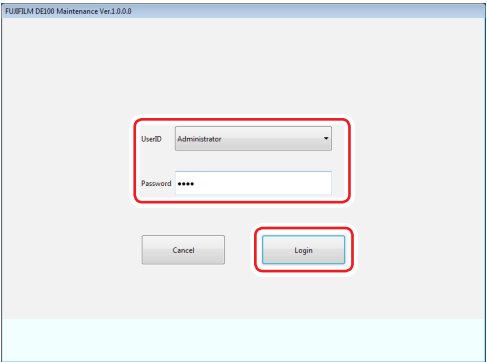 FUJIFILM DE100 Maintenance Ver.1.0.0.0
UserID Administrator
Password ••••
Cancel Login